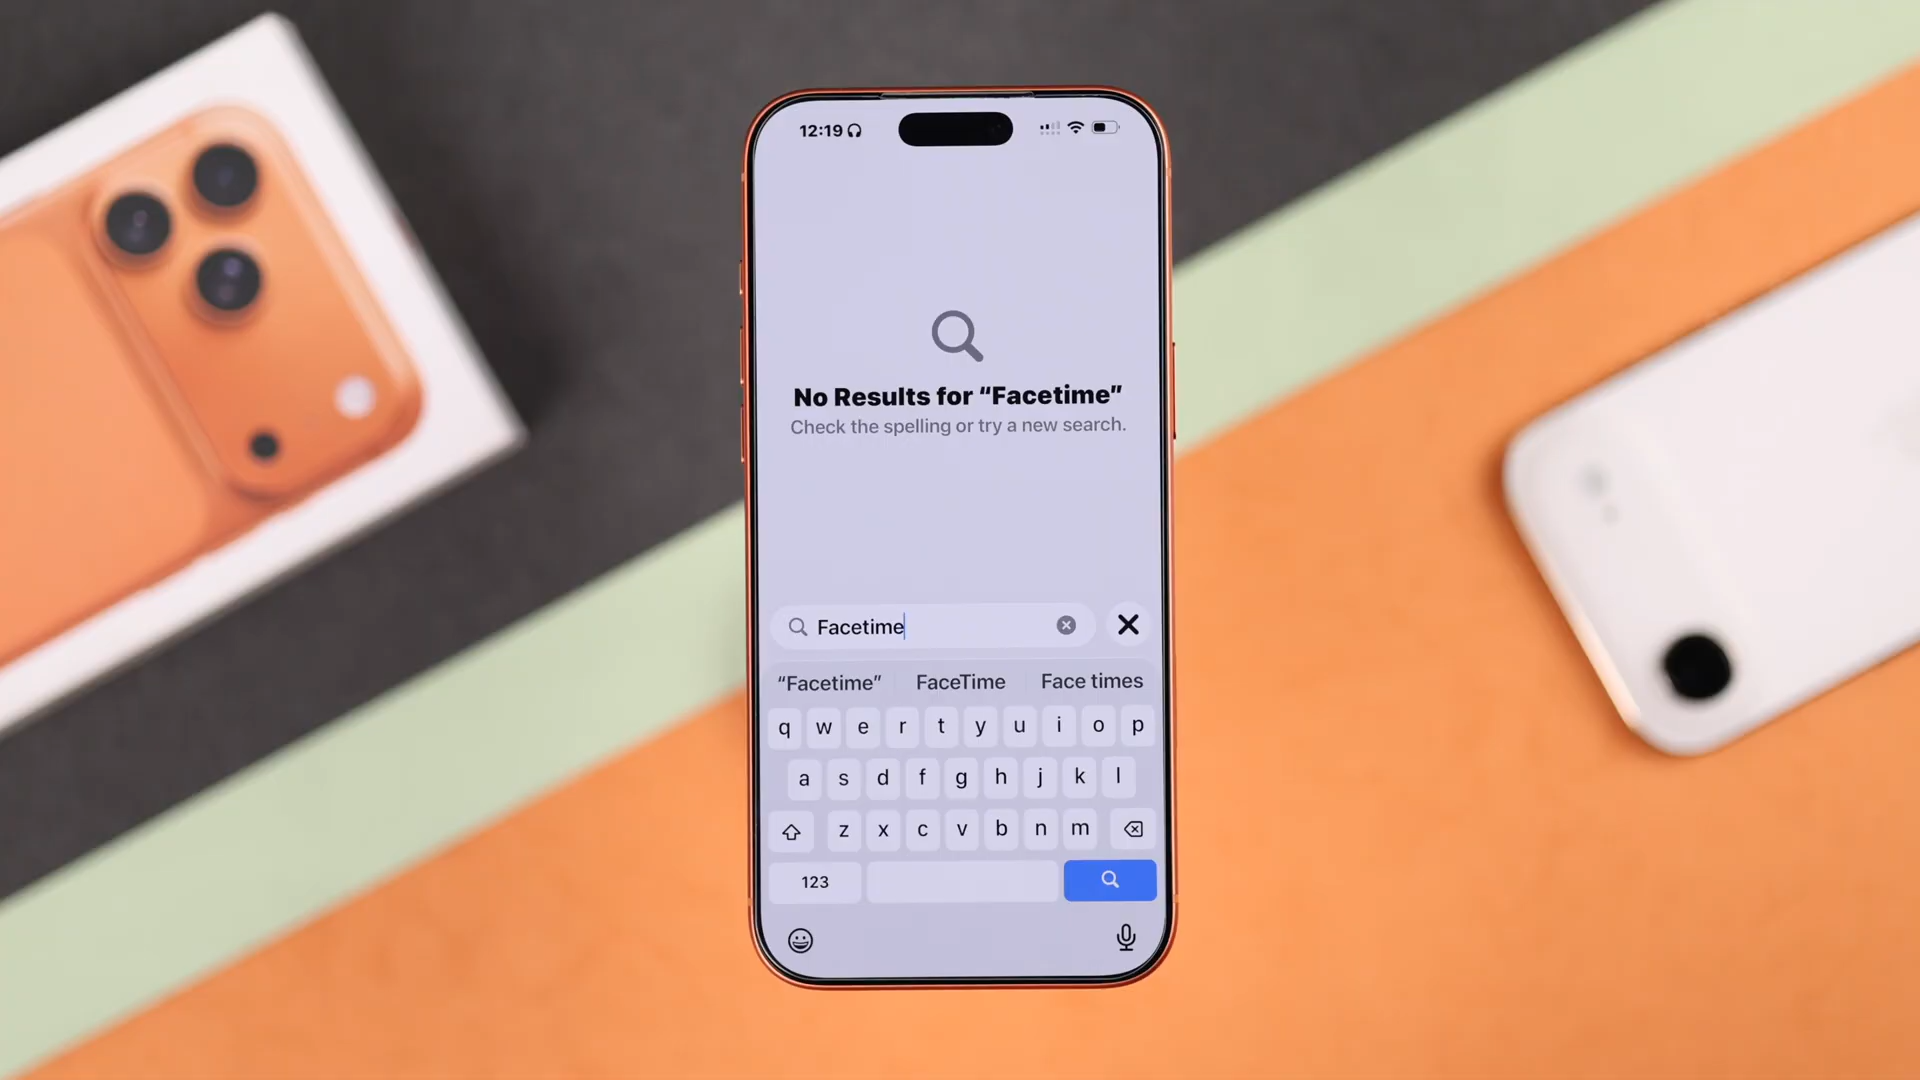 12:19
No Results for “Facetime”
Check the spelling or try a new search.
Facetime
“Facetime” FaceTime Face times
q w e r t y u i o p
a s d f g h j k l
z x c v b n m
123